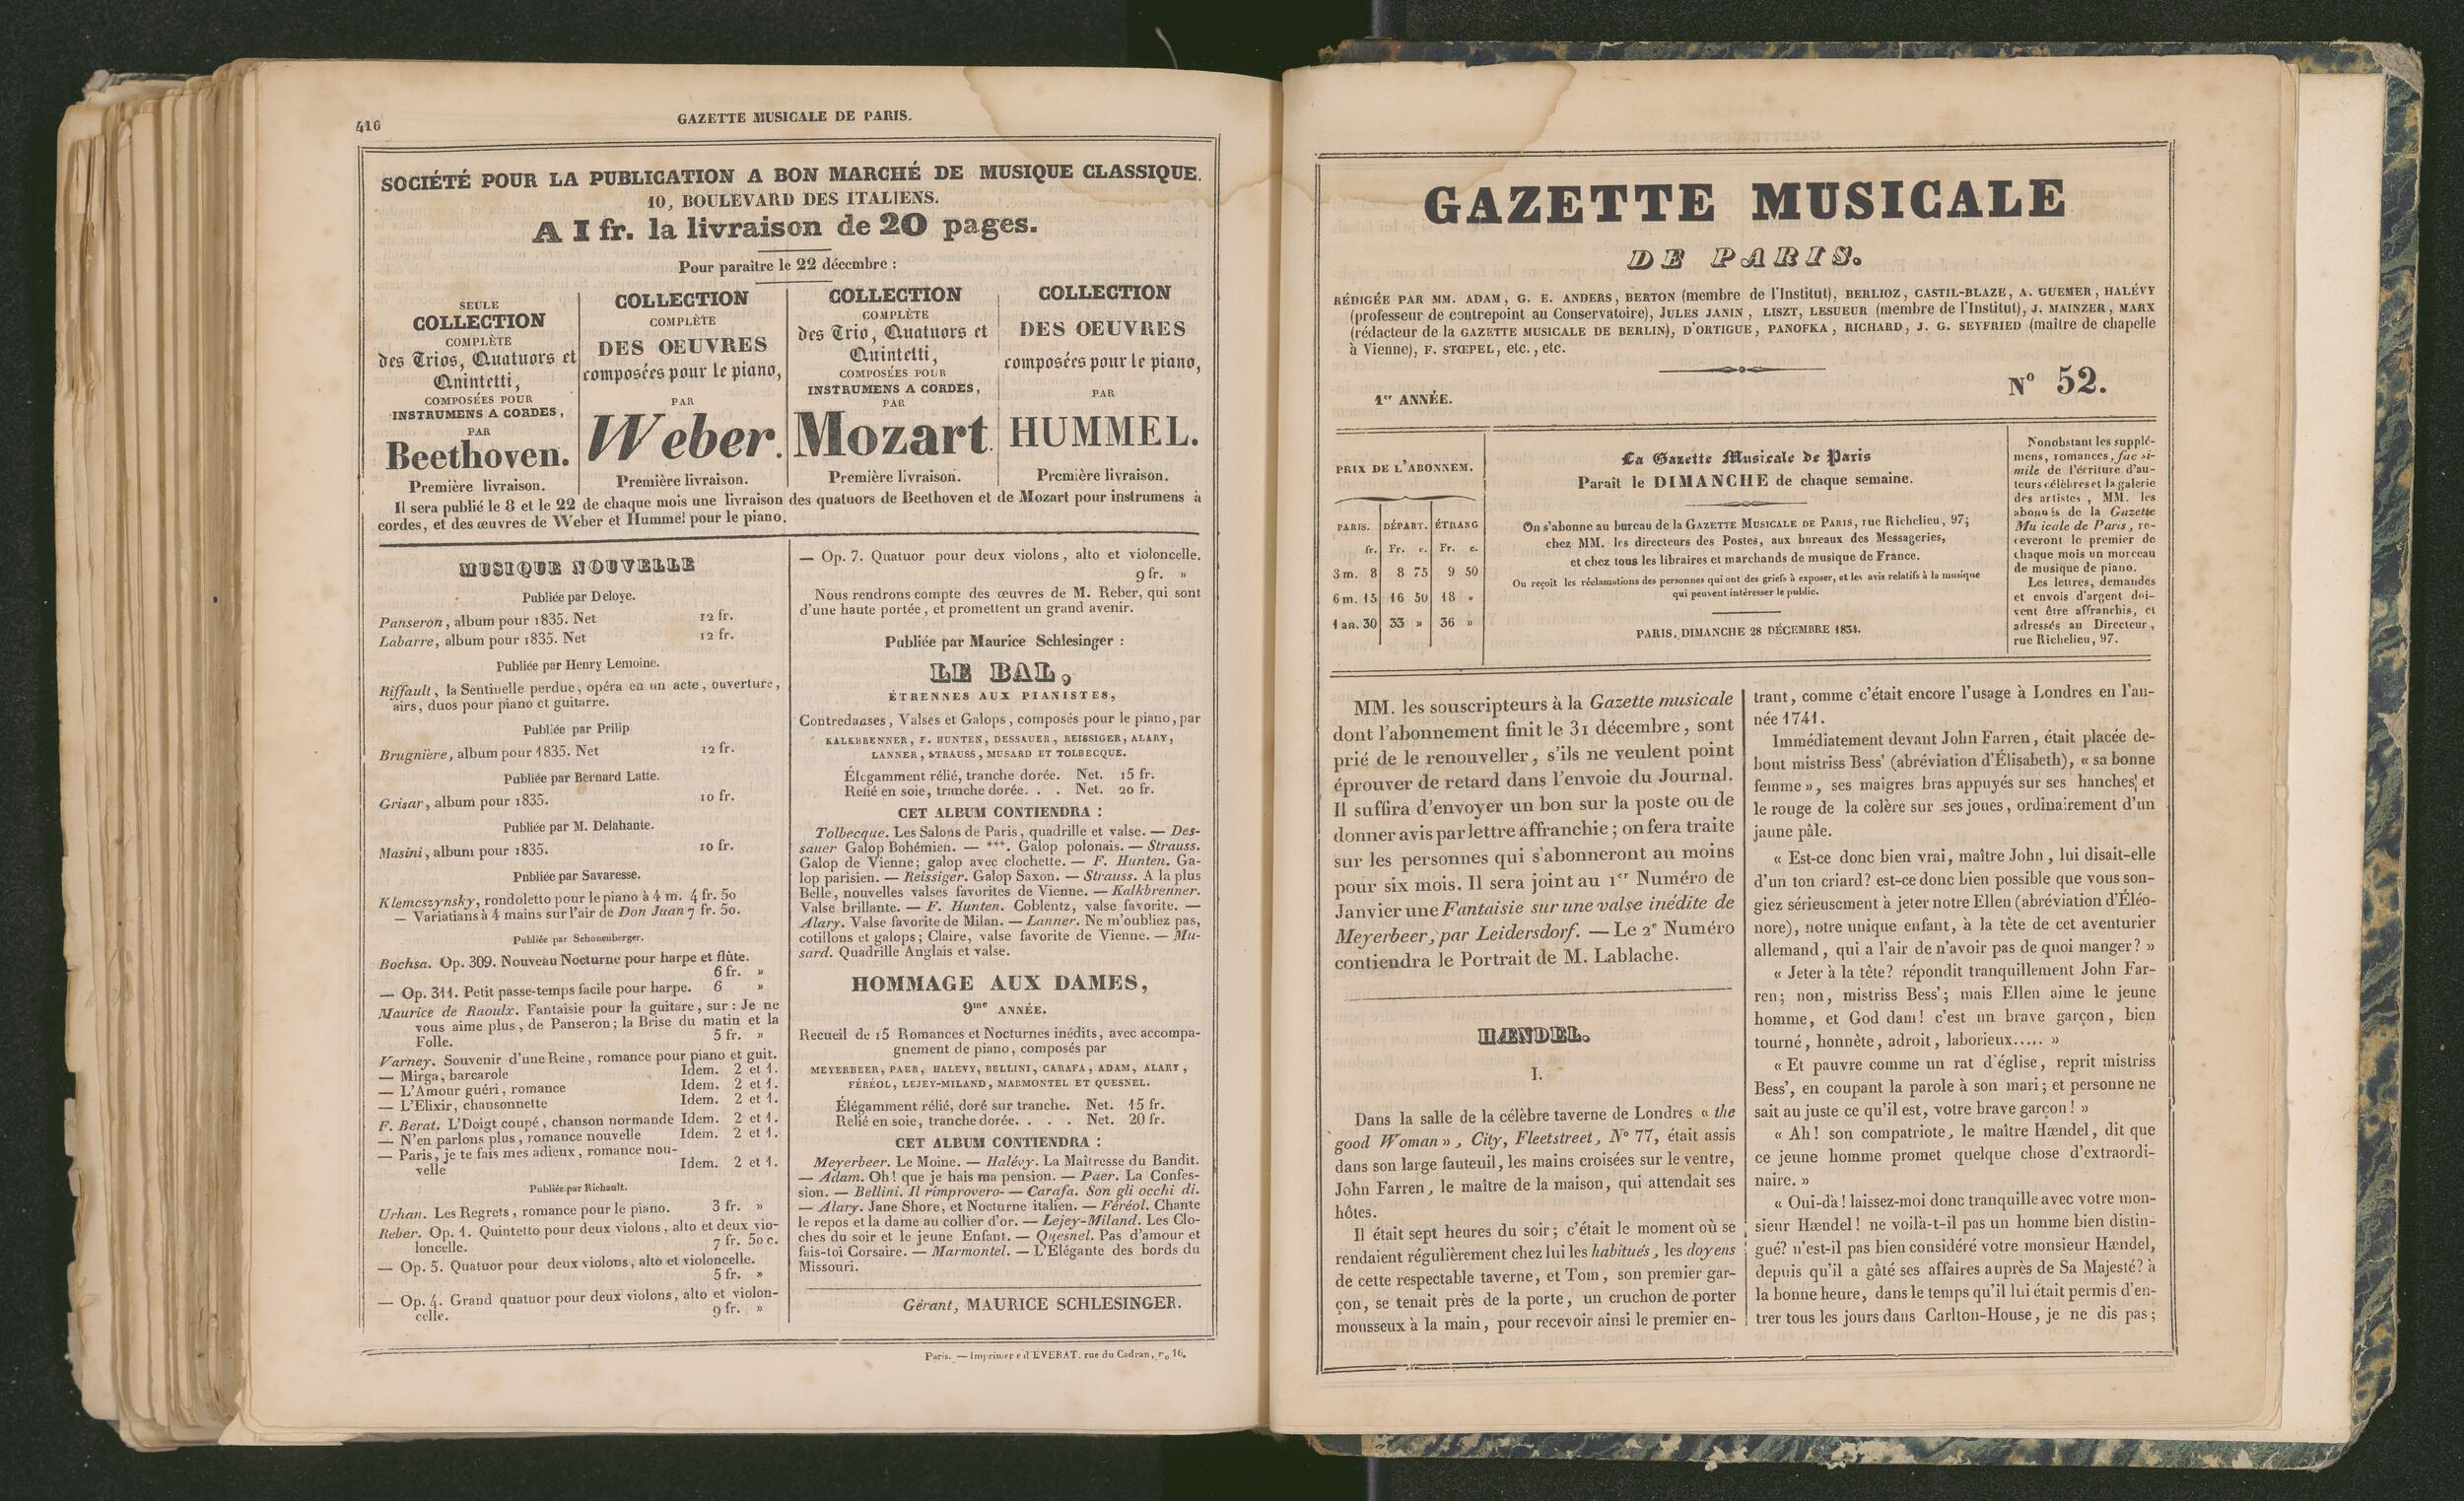 416
GAZETTE MUSICALE DE PARIS.
SOCIÉTÉ POUR LA PUBLICATION A BON MARCHÉ DE MUSIQUE CLASSIQUE.
10, BOULEVARD DES ITALIENS.
A I fr. la livraison de 20 pages.
Pour paraître le 22 décembre :
SEULE
COLLECTION
COMPLÈTE
des Trios, Quatuors et
Quintetti,
COMPOSÉES POUR
INSTRUMENS A CORDES,
PAR
Beethoven.
Première livraison.
COLLECTION
COMPLÈTE
DES OEUVRES
composées pour le piano,
PAR
Weber.
Première livraison.
COLLECTION
COMPLÈTE
des Trio, Quatuors et
Quintetti,
COMPOSÉES POUR
INSTRUMENS A CORDES,
PAR
Mozart.
Première livraison.
COLLECTION
DES OEUVRES
composées pour le piano,
PAR
HUMMEL.
Première livraison.
Il sera publié le 8 et le 22 de chaque mois une livraison des quatuors de Beethoven et de Mozart pour instrumens à
cordes, et des œuvres de Weber et Hummel pour le piano.
MUSIQUE NOUVELLE
Publiée par Deloye.
Panseron, album pour 1835. Net 12 fr.
Labarre, album pour 1835. Net 12 fr.
Publiée par Henry Lemoine.
Riffault, la Sentinelle perdue, opéra en un acte, ouverture,
airs, duos pour piano et guitarre.
Publiée par Prilip
Brugnière, album pour 1835. Net 12 fr.
Publiée par Bernard Latte.
Grisar, album pour 1835. 10 fr.
Publiée par M. Delahante.
Masini, album pour 1835. 10 fr.
Publiée par Savaresse.
Klemcszynsky, rondoletto pour le piano à 4 m. 4 fr. 50
— Variatians à 4 mains sur l'air de Don Juan 7 fr. 50.
Publiée par Schonenberger.
Bochsa. Op. 309. Nouveau Nocturne pour harpe et flûte.
6 fr. »
— Op. 311. Petit passe-temps facile pour harpe. 6 »
Maurice de Raoulx. Fantaisie pour la guitare, sur : Je ne
vous aime plus, de Panseron; la Brise du matin et la
Folle. 5 fr. »
Varney. Souvenir d'une Reine, romance pour piano et guit.
— Mirga, barcarole Idem. 2 et 1.
— L'Amour guéri, romance Idem. 2 et 1.
— L'Elixir, chansonnette Idem. 2 et 1.
F. Berat. L'Doigt coupé, chanson normande Idem. 2 et 1.
— N'en parlons plus, romance nouvelle Idem. 2 et 1.
— Paris, je te fais mes adieux, romance nou-
velle Idem. 2 et 1.
Publiée par Richault.
Urhan. Les Regrets, romance pour le piano. 3 fr. »
Reber. Op. 1. Quintetto pour deux violons, alto et deux vio-
loncelle. 7 fr. 50 c.
— Op. 5. Quatuor pour deux violons, alto et violoncelle.
5 fr. »
— Op. 4. Grand quatuor pour deux violons, alto et violon-
celle. 9 fr. »
— Op. 7. Quatuor pour deux violons, alto et violoncelle.
9 fr. »
Nous rendrons compte des œuvres de M. Reber, qui sont
d'une haute portée, et promettent un grand avenir.
Publiée par Maurice Schlesinger :
LE BAL,
ÉTRENNES AUX PIANISTES,
Contredanses, Valses et Galops, composés pour le piano, par
KALKBRENNER, F. HUNTEN, DESSAUER, REISSIGER, ALARY,
LANNER, STRAUSS, MUSARD ET TOLBECQUE.
Élégamment rélié, tranche dorée. Net. 15 fr.
Relié en soie, tranche dorée. . . Net. 20 fr.
CET ALBUM CONTIENDRA :
Tolbecque. Les Salons de Paris, quadrille et valse. — Des-
sauer Galop Bohémien. — ***. Galop polonais. — Strauss.
Galop de Vienne; galop avec clochette. — F. Hunten. Ga-
lop parisien. — Reissiger. Galop Saxon. — Strauss. A la plus
Belle, nouvelles valses favorites de Vienne. — Kalkbrenner.
Valse brillante. — F. Hunten. Coblentz, valse favorite. —
Alary. Valse favorite de Milan. — Lanner. Ne m'oubliez pas,
cotillons et galops; Claire, valse favorite de Vienne. — Mu-
sard. Quadrille Anglais et valse.
HOMMAGE AUX DAMES,
9me ANNÉE.
Recueil de 15 Romances et Nocturnes inédits, avec accompa-
gnement de piano, composés par
MEYERBEER, PAER, HALEVY, BELLINI, CARAFA, ADAM, ALARY,
FÉRÉOL, LEJEY-MILAND, MARMONTEL ET QUESNEL.
Élégamment rélié, doré sur tranche. Net. 15 fr.
Relié en soie, tranche dorée. . . . Net. 20 fr.
CET ALBUM CONTIENDRA :
Meyerbeer. Le Moine. — Halévy. La Maîtresse du Bandit.
— Adam. Oh! que je hais ma pension. — Paer. La Confes-
sion. — Bellini. Il rimprovero- — Carafa. Son gli occhi di.
— Alary. Jane Shore, et Nocturne italien. — Féréol. Chante
le repos et la dame au collier d'or. — Lejey-Miland. Les Clo-
ches du soir et le jeune Enfant. — Quesnel. Pas d'amour et
fais-toi Corsaire. — Marmontel. — L'Élégante des bords du
Missouri.
Gérant, MAURICE SCHLESINGER.
Paris. — Imprimerie d'EVERAT, rue du Cadran, no 16.
GAZETTE MUSICALE
DE PARIS.
RÉDIGÉE PAR MM. ADAM, G. E. ANDERS, BERTON (membre de l'Institut), BERLIOZ, CASTIL-BLAZE, A. GUEMER, HALÉVY
(professeur de contrepoint au Conservatoire), JULES JANIN, LISZT, LESUEUR (membre de l'Institut), J. MAINZER, MARX
(rédacteur de la GAZETTE MUSICALE DE BERLIN), D'ORTIGUE, PANOFKA, RICHARD, J. G. SEYFRIED (maître de chapelle
à Vienne), F. STŒPEL, etc., etc.
1er ANNÉE.
No 52.
PRIX DE L'ABONNEM.
PARIS. DÉPART. ÉTRANG
fr. Fr. c. Fr. c.
3 m. 8 8 75 9 50
6 m. 15 16 50 18 »
1 an. 30 33 » 36 »
La Gazette Musicale de Paris
Paraît le DIMANCHE de chaque semaine.
On s'abonne au bureau de la GAZETTE MUSICALE DE PARIS, rue Richelieu, 97;
chez MM. les directeurs des Postes, aux bureaux des Messageries,
et chez tous les libraires et marchands de musique de France.
On reçoit les réclamations des personnes qui ont des griefs à exposer, et les avis relatifs à la musique
qui peuvent intéresser le public.
PARIS, DIMANCHE 28 DÉCEMBRE 1834.
Nonobstant les supplé-
mens, romances, fac si-
mile de l'écriture d'au-
teurs célèbres et la galerie
des artistes, MM. les
abonnés de la Gazette
Mu icale de Paris, re-
cevront le premier de
chaque mois un morceau
de musique de piano.
Les lettres, demandes
et envois d'argent doi-
vent être affranchis, et
adressés au Directeur,
rue Richelieu, 97.
MM. les souscripteurs à la Gazette musicale
dont l'abonnement finit le 31 décembre, sont
prié de le renouveller, s'ils ne veulent point
éprouver de retard dans l'envoie du Journal.
Il suffira d'envoyer un bon sur la poste ou de
donner avis par lettre affranchie; on fera traite
sur les personnes qui s'abonneront au moins
pour six mois. Il sera joint au 1er Numéro de
Janvier une Fantaisie sur une valse inédite de
Meyerbeer, par Leidersdorf. — Le 2e Numéro
contiendra le Portrait de M. Lablache.
HÆNDEL.
I.
Dans la salle de la célèbre taverne de Londres « the
good Woman », City, Fleetstreet, No 77, était assis
dans son large fauteuil, les mains croisées sur le ventre,
John Farren, le maître de la maison, qui attendait ses
hôtes.
Il était sept heures du soir; c'était le moment où se
rendaient régulièrement chez lui les habitués, les doyens
de cette respectable taverne, et Tom, son premier gar-
çon, se tenait près de la porte, un cruchon de porter
mousseux à la main, pour recevoir ainsi le premier en-
trant, comme c'était encore l'usage à Londres en l'an-
née 1741.
Immédiatement devant John Farren, était placée de-
bout mistriss Bess' (abréviation d'Élisabeth), « sa bonne
femme », ses maigres bras appuyés sur ses hanches, et
le rouge de la colère sur ses joues, ordinairement d'un
jaune pâle.
« Est-ce donc bien vrai, maître John, lui disait-elle
d'un ton criard? est-ce donc bien possible que vous son-
giez sérieusement à jeter notre Ellen (abréviation d'Éléo-
nore), notre unique enfant, à la tête de cet aventurier
allemand, qui a l'air de n'avoir pas de quoi manger? »
« Jeter à la tête? répondit tranquillement John Far-
ren; non, mistriss Bess'; mais Ellen aime le jeune
homme, et God dam! c'est un brave garçon, bien
tourné, honnête, adroit, laborieux..... »
« Et pauvre comme un rat d'église, reprit mistriss
Bess', en coupant la parole à son mari; et personne ne
sait au juste ce qu'il est, votre brave garçon! »
« Ah! son compatriote, le maître Hændel, dit que
ce jeune homme promet quelque chose d'extraordi-
naire. »
« Oui-dà! laissez-moi donc tranquille avec votre mon-
sieur Hændel! ne voilà-t-il pas un homme bien distin-
gué? n'est-il pas bien considéré votre monsieur Hændel,
depuis qu'il a gâté ses affaires auprès de Sa Majesté? à
la bonne heure, dans le temps qu'il lui était permis d'en-
trer tous les jours dans Carlton-House, je ne dis pas;